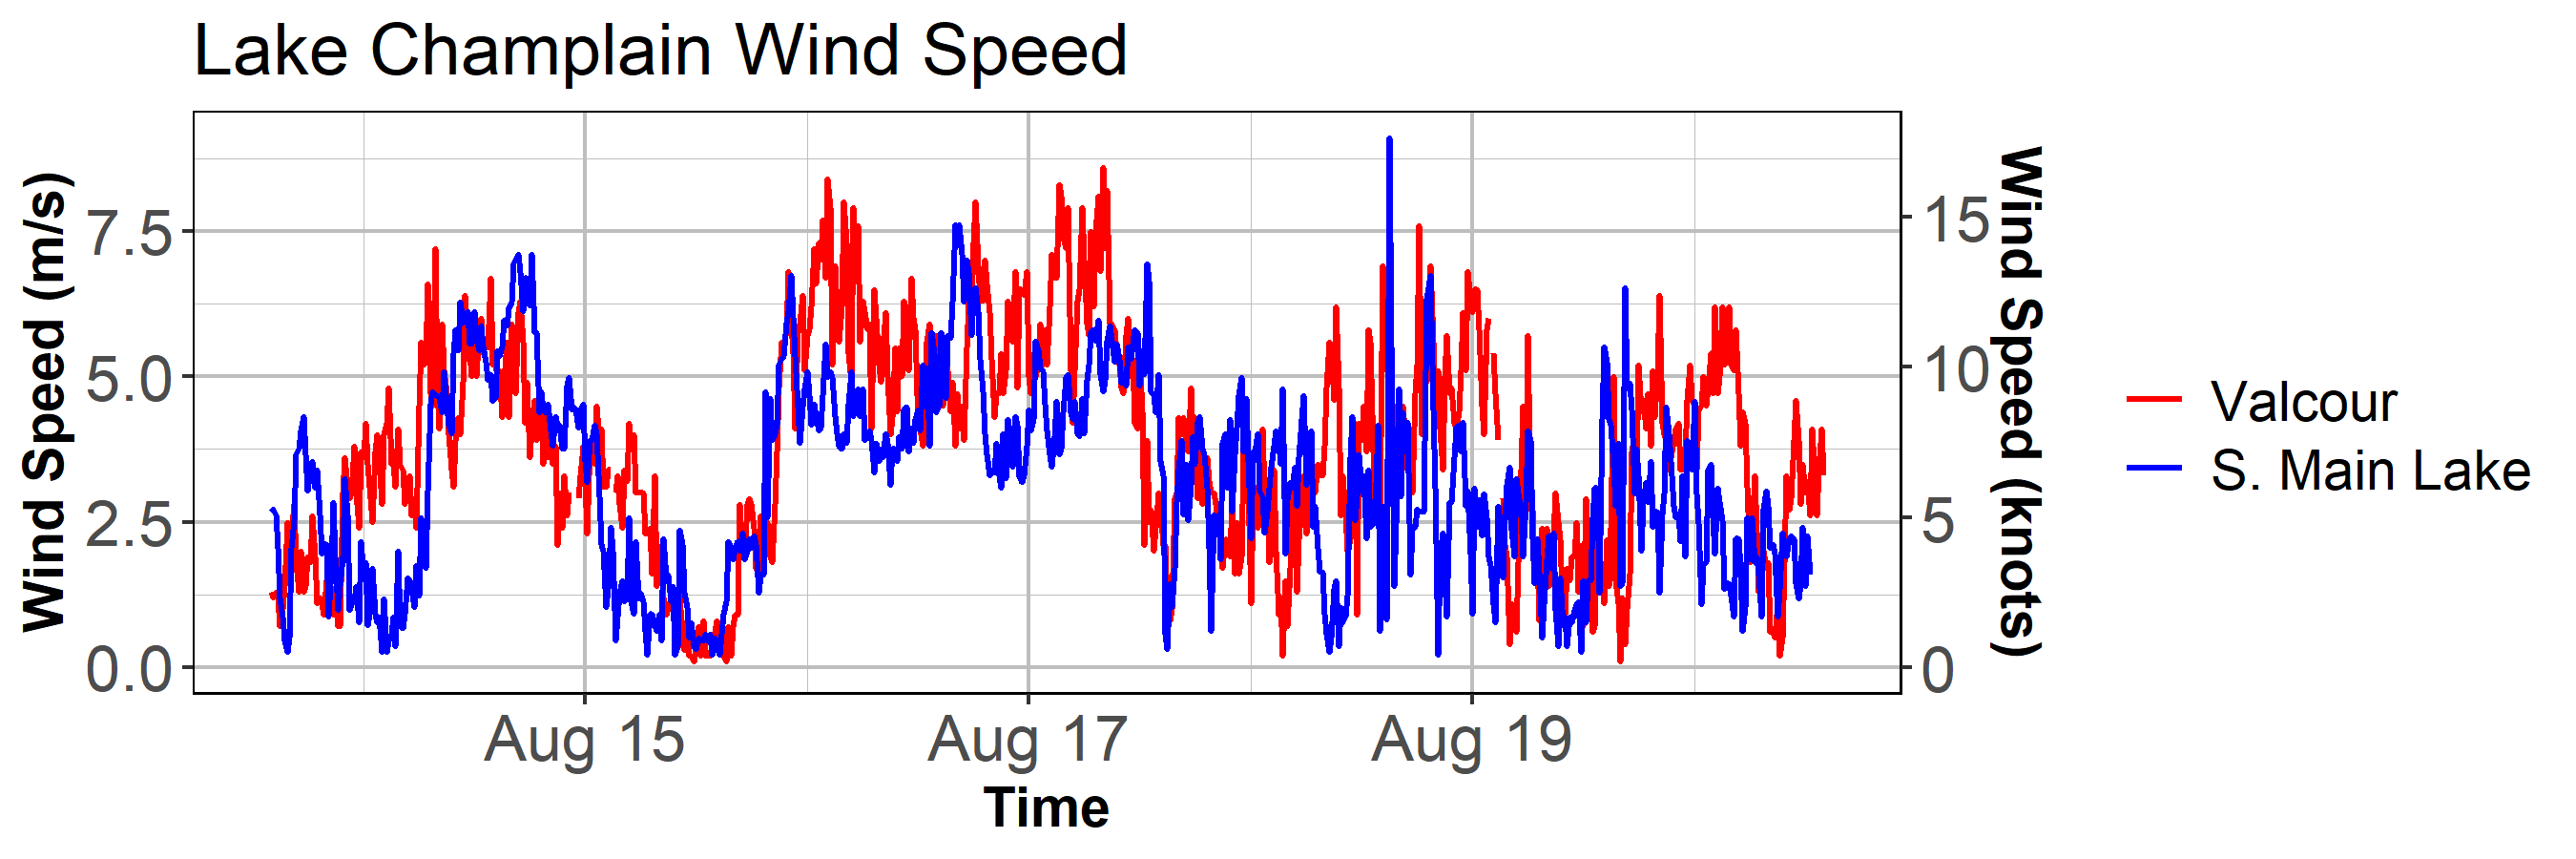 Lake Champlain Wind Speed
Wind Speed (m/s)
7.5
5.0
2.5
0.0
15
10
5
0
Wind Speed (knots)
Aug 15
Aug 17
Aug 19
Time
Valcour
S. Main Lake